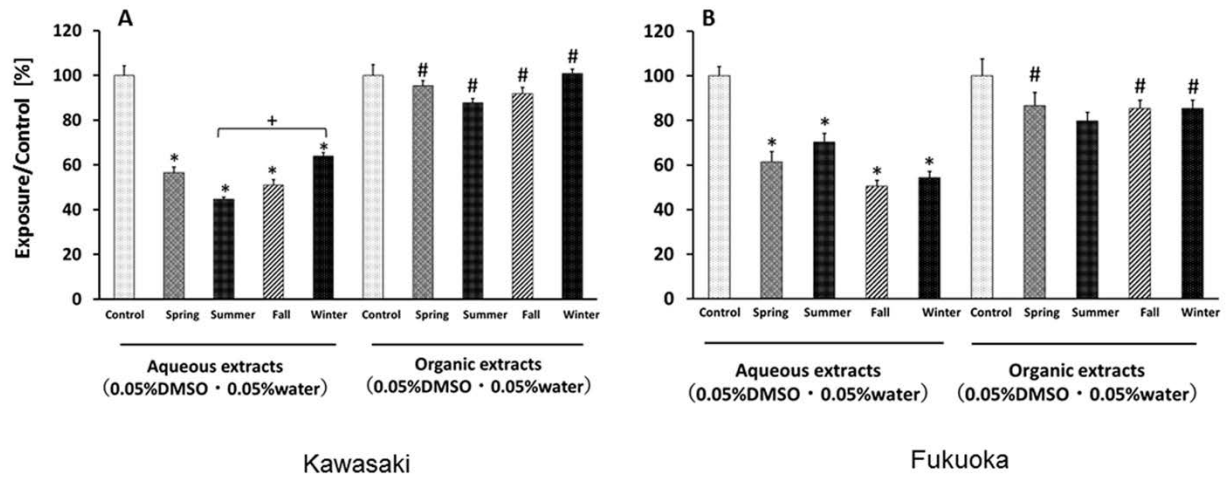 A
Exposure/Control [%]
120
100
80
60
40
20
0
* * * *
+
# # # #
Control Spring Summer Fall Winter Control Spring Summer Fall Winter
Aqueous extracts
(0.05%DMSO・0.05%water)
Organic extracts
(0.05%DMSO・0.05%water)
Kawasaki
B
120
100
80
60
40
20
0
* * * *
# # #
Control Spring Summer Fall Winter Control Spring Summer Fall Winter
Aqueous extracts
(0.05%DMSO・0.05%water)
Organic extracts
(0.05%DMSO・0.05%water)
Fukuoka